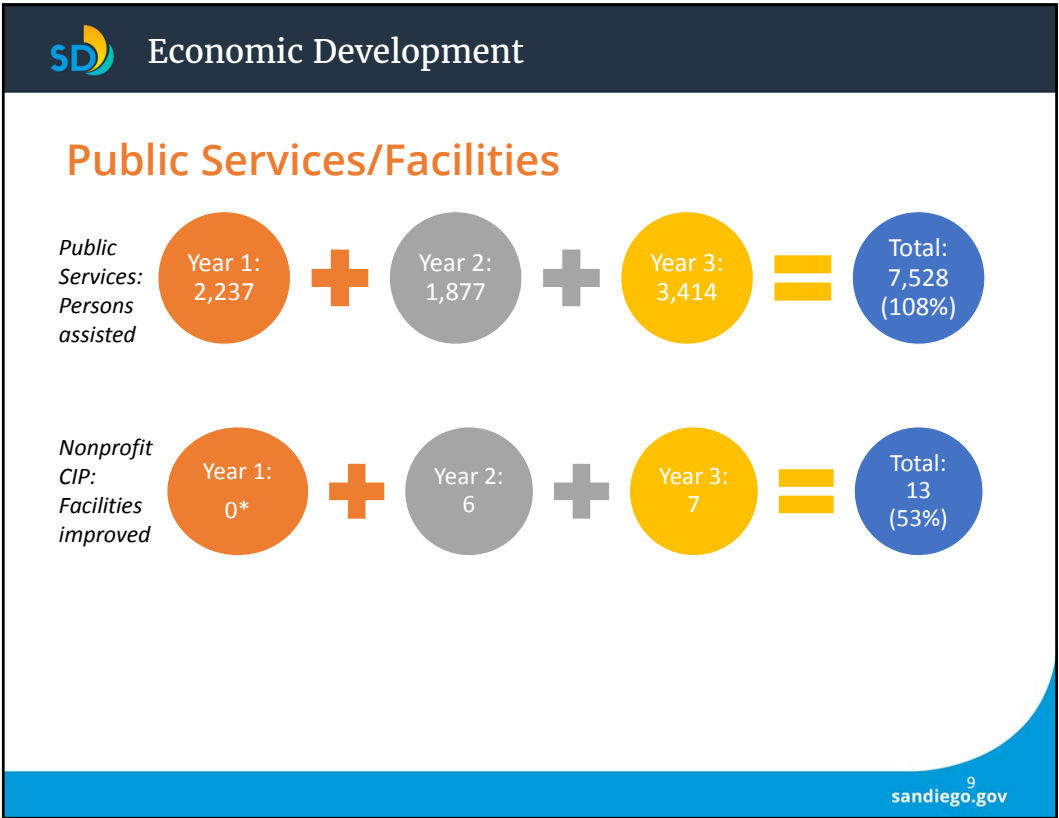 SD
Economic Development
Public Services/Facilities
Public
Services:
Persons
assisted
Year 1:
2,237
Year 2:
1,877
Year 3:
3,414
Total:
7,528
(108%)
Nonprofit
CIP:
Facilities
improved
Year 1:
0*
Year 2:
6
Year 3:
7
Total:
13
(53%)
9
sandiego.gov